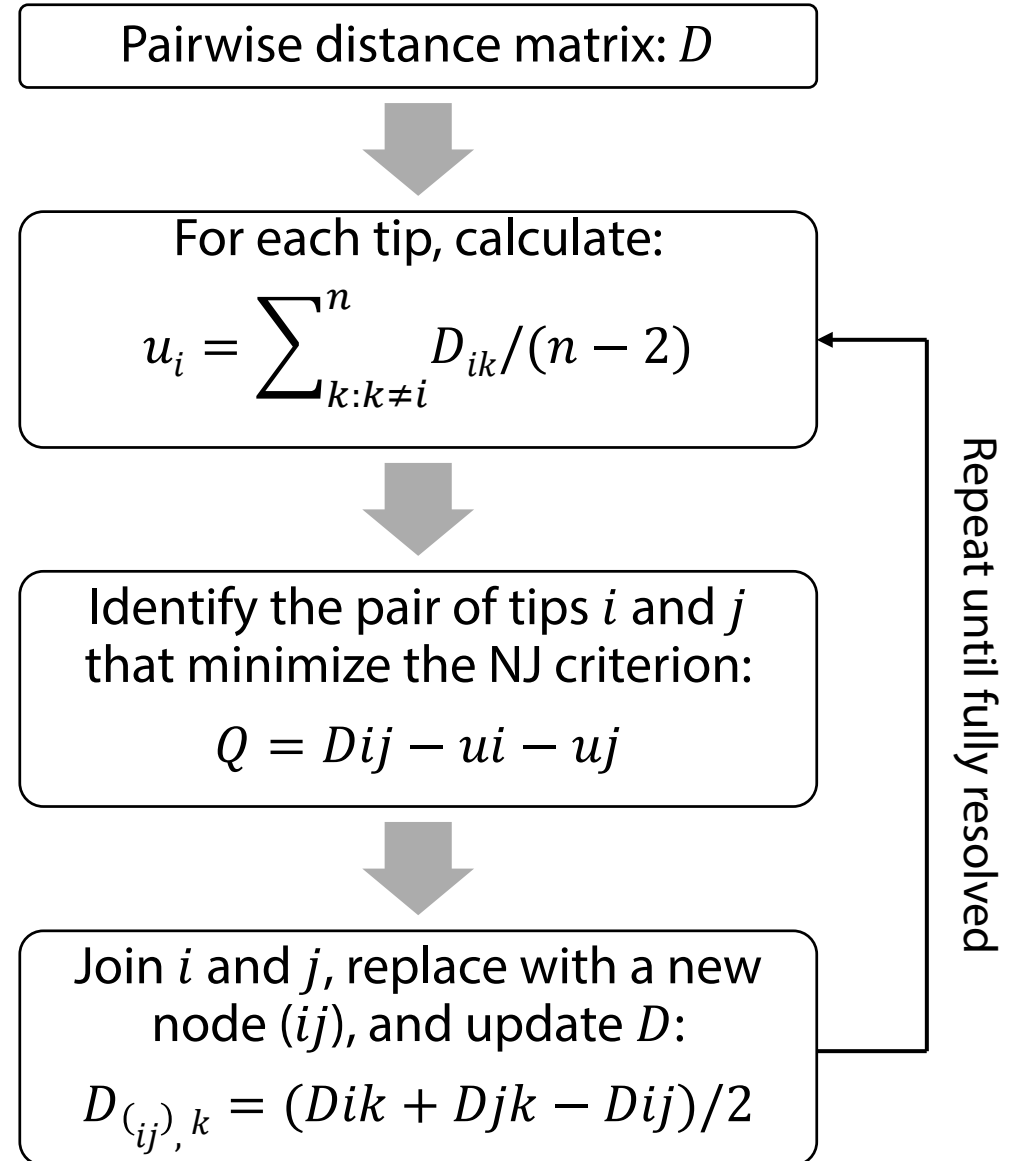 Pairwise distance matrix: D
For each tip, calculate:
u_i = ∑_{k:k≠i}^n D_{ik}/(n − 2)
Identify the pair of tips i and j
that minimize the NJ criterion:
Q = Dij − ui − uj
Join i and j, replace with a new
node (ij), and update D:
D_{(ij), k} = (Dik + Djk − Dij)/2
Repeat until fully resolved